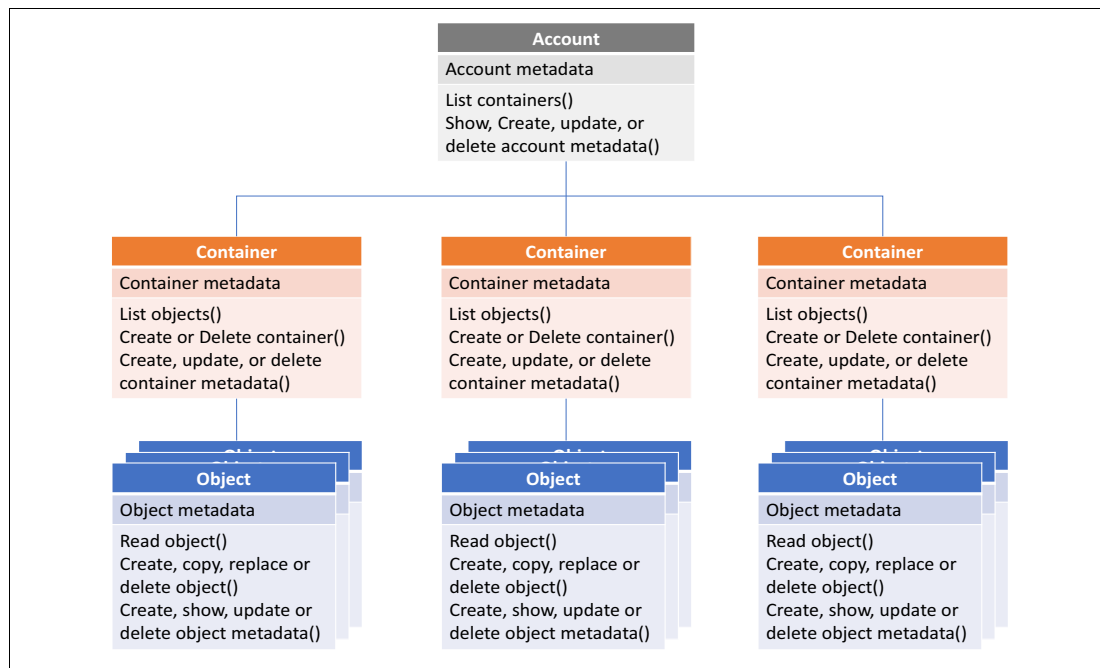 Account
Account metadata
List containers()
Show, Create, update, or
delete account metadata()
Container
Container metadata
List objects()
Create or Delete container()
Create, update, or delete
container metadata()
Container
Container metadata
List objects()
Create or Delete container()
Create, update, or delete
container metadata()
Container
Container metadata
List objects()
Create or Delete container()
Create, update, or delete
container metadata()
Object
Object metadata
Read object()
Create, copy, replace or
delete object()
Create, show, update or
delete object metadata()
Object
Object metadata
Read object()
Create, copy, replace or
delete object()
Create, show, update or
delete object metadata()
Object
Object metadata
Read object()
Create, copy, replace or
delete object()
Create, show, update or
delete object metadata()